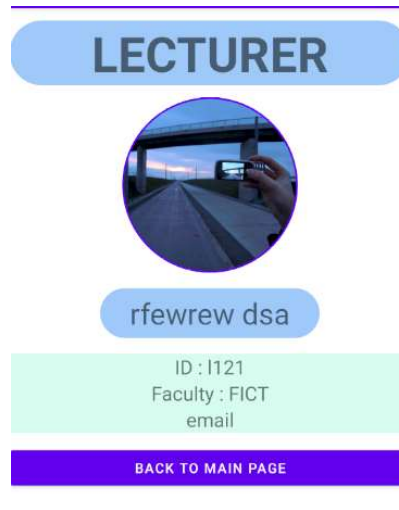 LECTURER
rfewrew dsa
ID : l121
Faculty : FICT
email
BACK TO MAIN PAGE